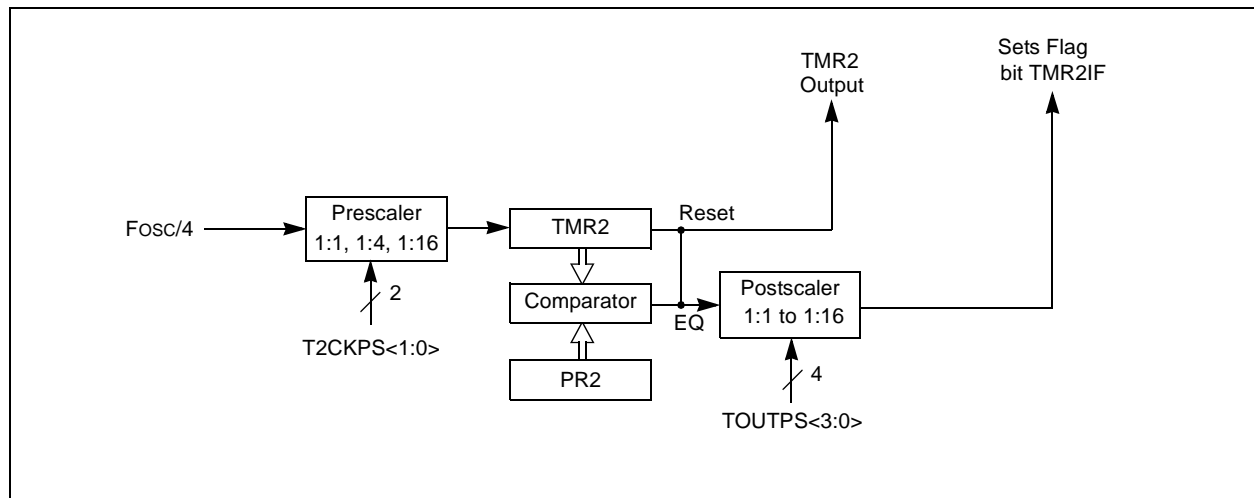 TMR2
Output
Sets Flag
bit TMR2IF
FOSC/4
Prescaler
1:1, 1:4, 1:16
TMR2
Reset
2
Comparator
EQ
Postscaler
1:1 to 1:16
T2CKPS<1:0>
PR2
4
TOUTPS<3:0>